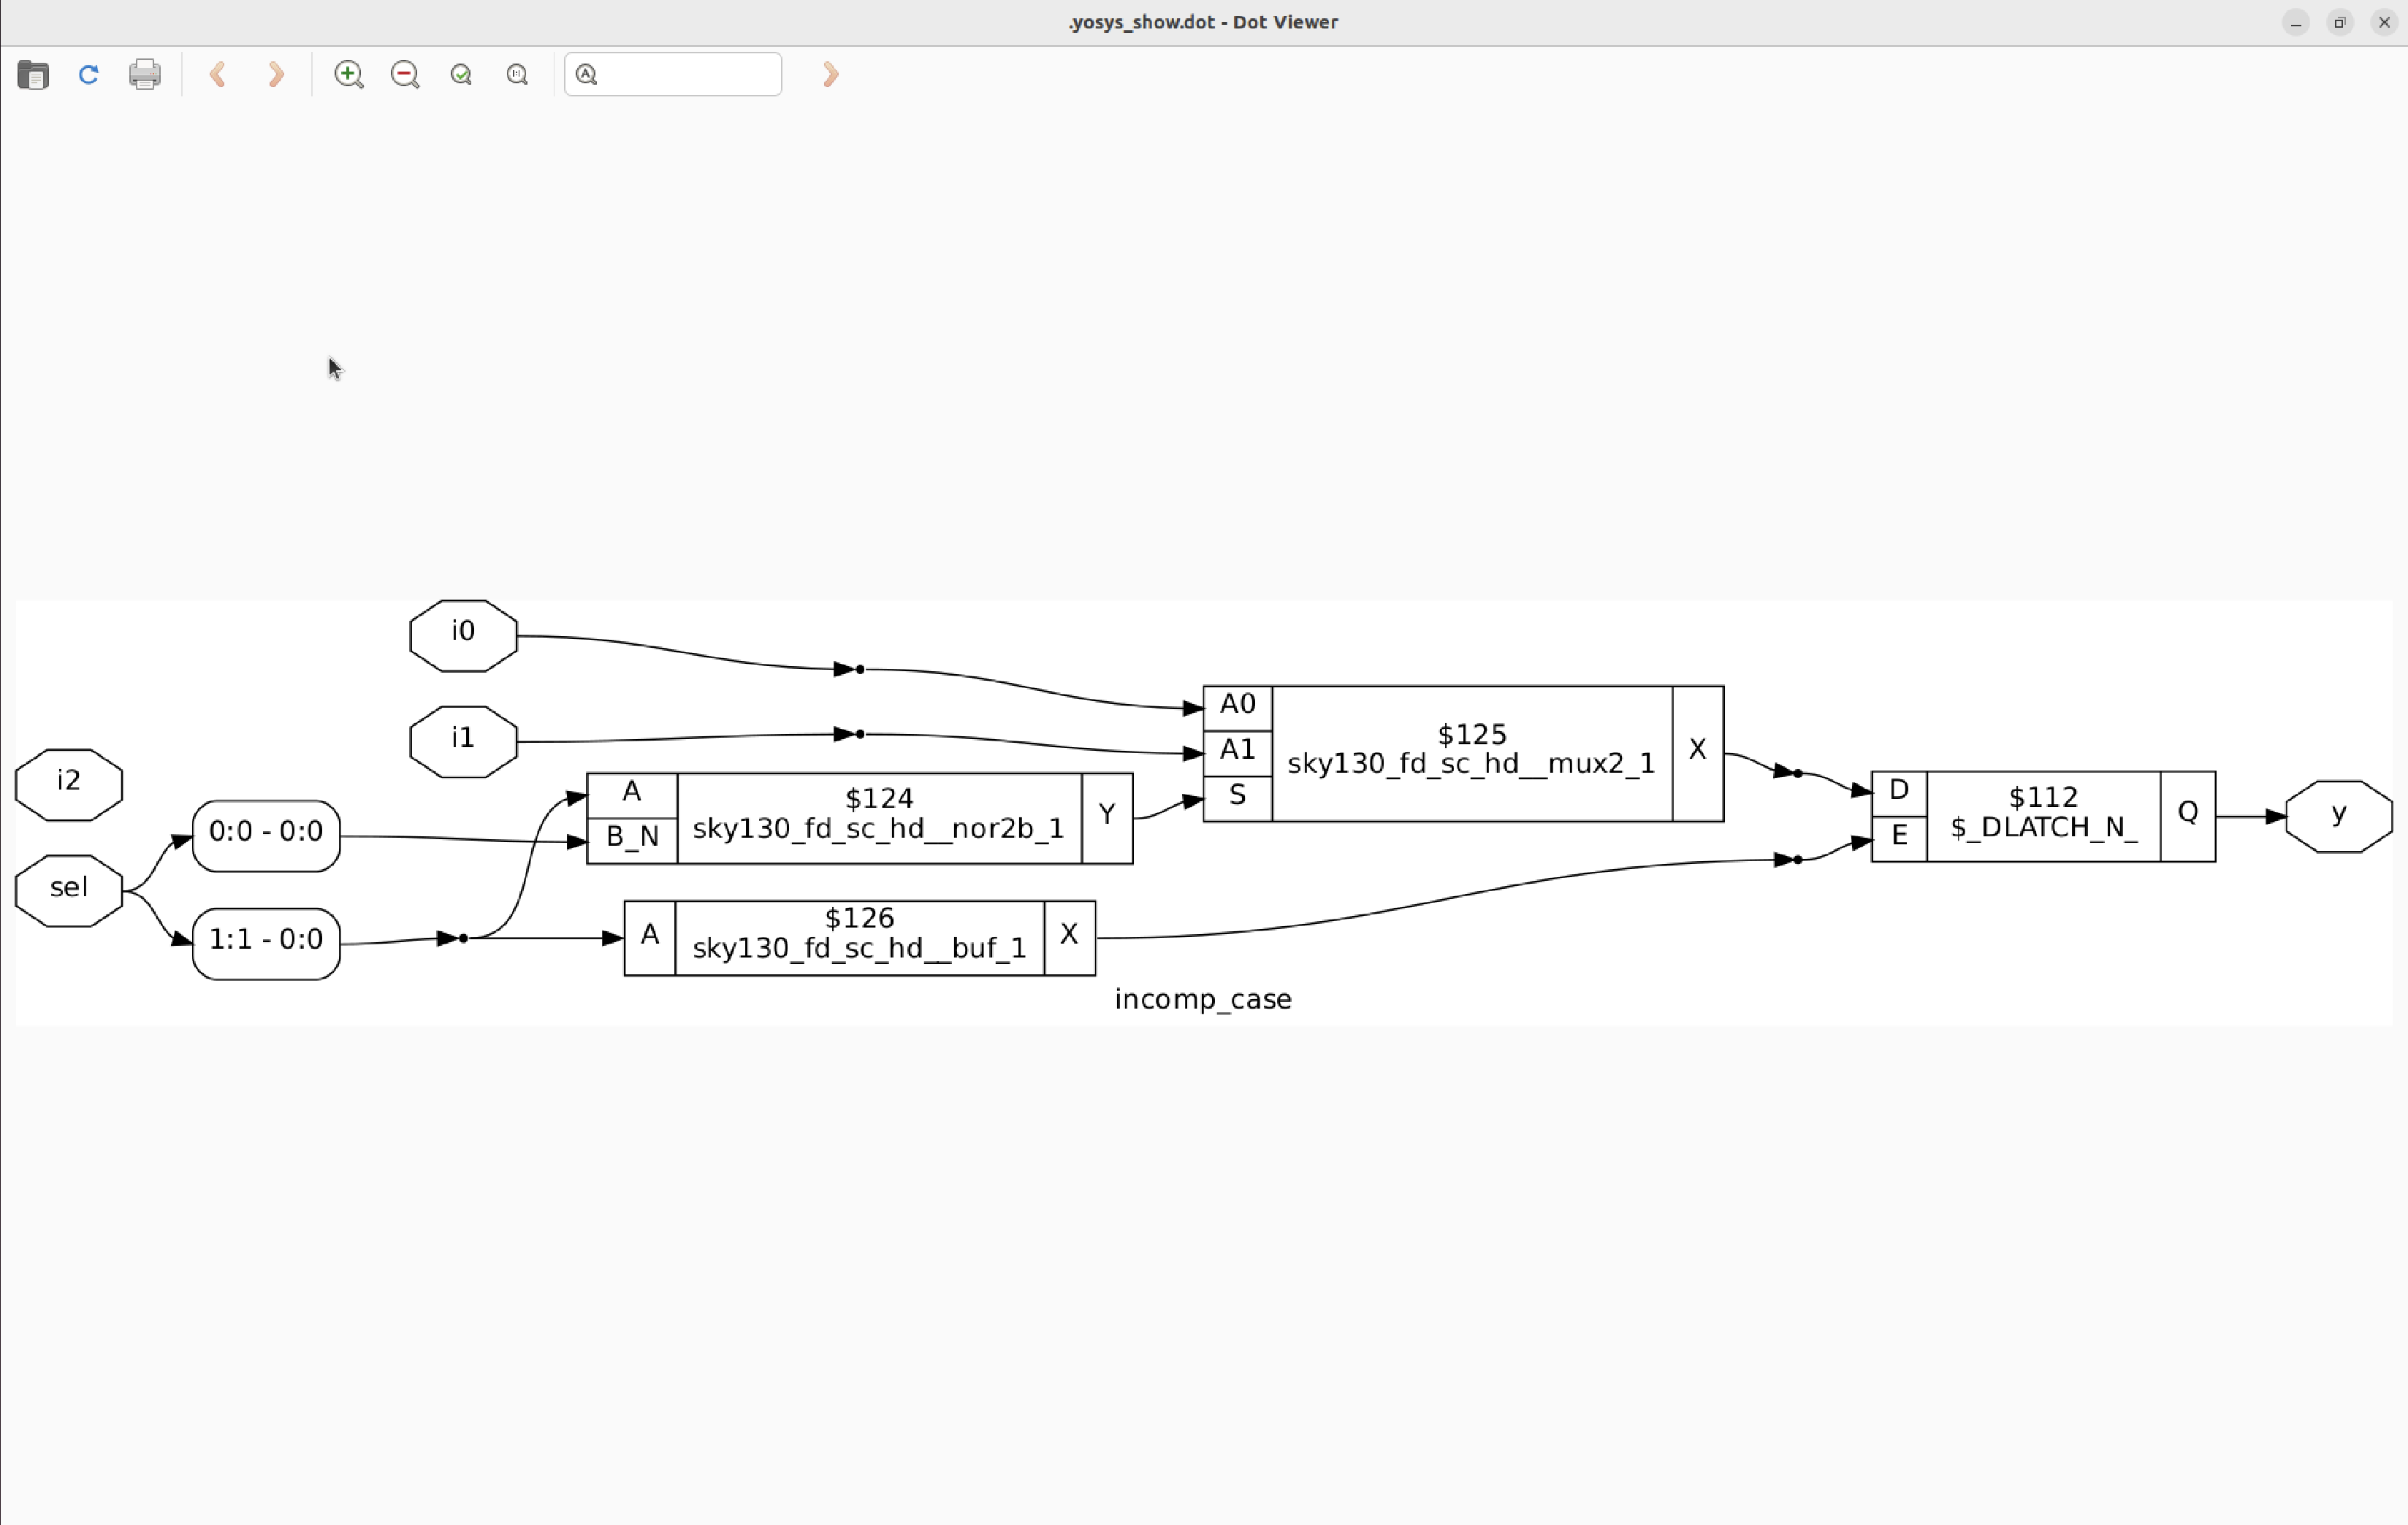 .yosys_show.dot - Dot Viewer
i0
i1
i2
sel
0:0 - 0:0
1:1 - 0:0
A
B_N
$124
sky130_fd_sc_hd__nor2b_1
Y
A
$126
sky130_fd_sc_hd__buf_1
X
A0
A1
S
$125
sky130_fd_sc_hd__mux2_1
X
D
E
$112
$_DLATCH_N_
Q
y
incomp_case